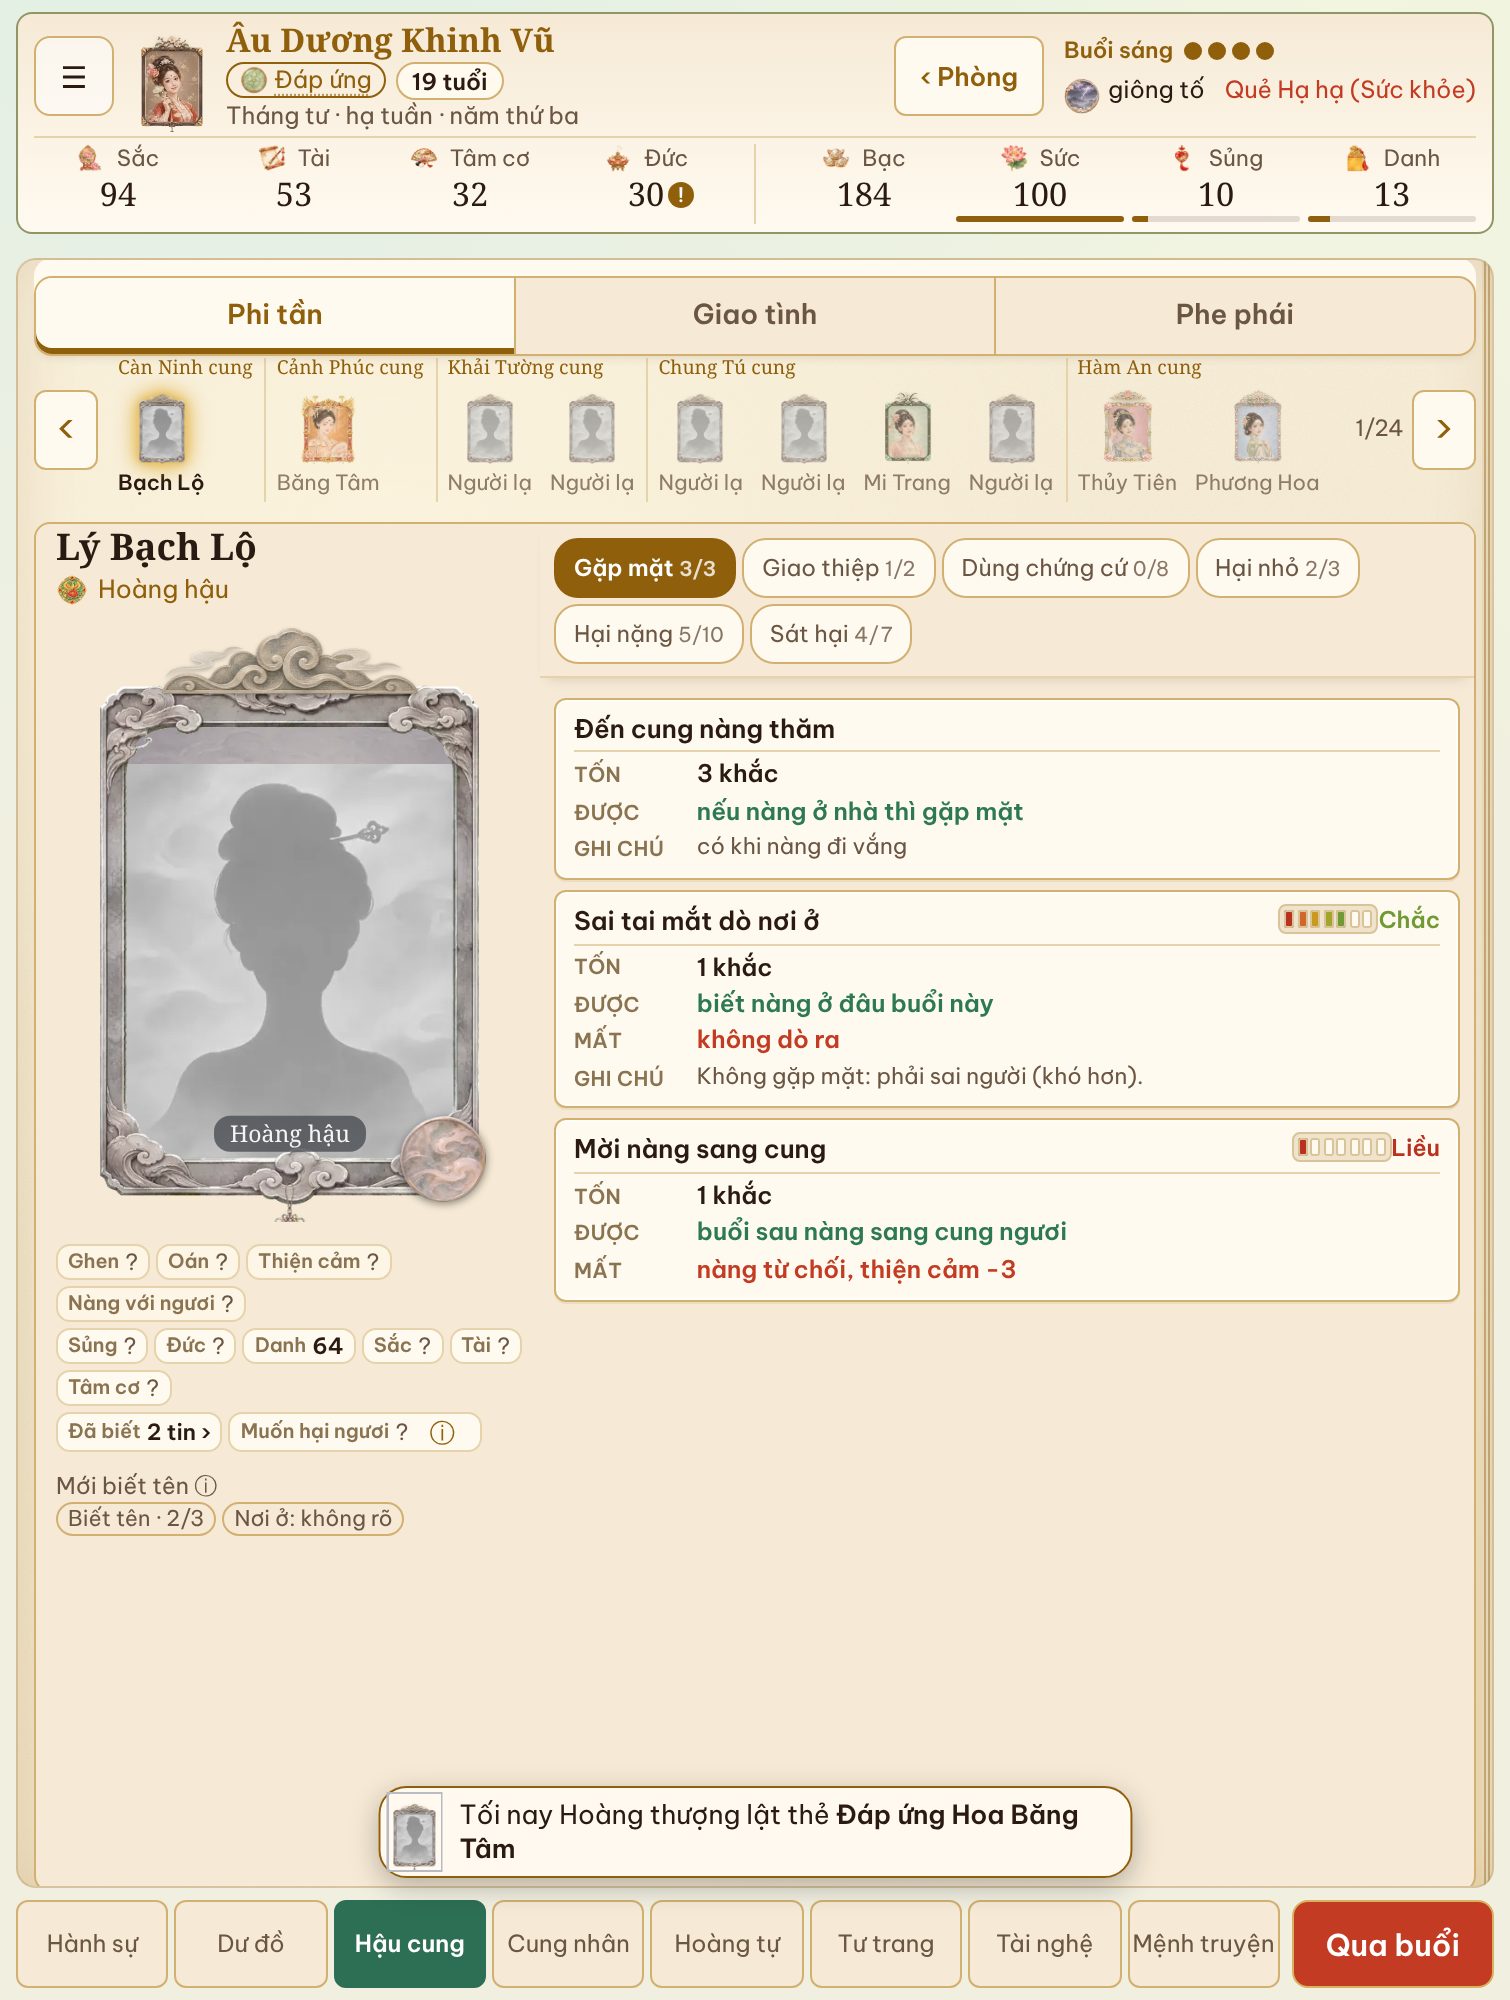 ☰
Âu Dương Khinh Vũ
Đáp ứng
19 tuổi
Tháng tư · hạ tuần · năm thứ ba
‹ Phòng
Buổi sáng
giông tố Quẻ Hạ hạ (Sức khỏe)
Sắc Tài Tâm cơ Đức Bạc Sức Sủng Danh
94 53 32 30 ! 184 100 10 13
Phi tần Giao tình Phe phái
Càn Ninh cung Cảnh Phúc cung Khải Tường cung Chung Tú cung Hàm An cung
‹ 1/24 ›
Bạch Lộ Băng Tâm Người lạ Người lạ Người lạ Người lạ Mi Trang Người lạ Thủy Tiên Phương Hoa
Lý Bạch Lộ
Hoàng hậu
Hoàng hậu
Ghen ? Oán ? Thiện cảm ?
Nàng với ngươi ?
Sủng ? Đức ? Danh 64 Sắc ? Tài ?
Tâm cơ ?
Đã biết 2 tin › Muốn hại ngươi ? ⓘ
Mới biết tên ⓘ
Biết tên · 2/3 Nơi ở: không rõ
Gặp mặt 3/3 Giao thiệp 1/2 Dùng chứng cứ 0/8 Hại nhỏ 2/3
Hại nặng 5/10 Sát hại 4/7
Đến cung nàng thăm
TỐN 3 khắc
ĐƯỢC nếu nàng ở nhà thì gặp mặt
GHI CHÚ có khi nàng đi vắng
Sai tai mắt dò nơi ở Chắc
TỐN 1 khắc
ĐƯỢC biết nàng ở đâu buổi này
MẤT không dò ra
GHI CHÚ Không gặp mặt: phải sai người (khó hơn).
Mời nàng sang cung Liều
TỐN 1 khắc
ĐƯỢC buổi sau nàng sang cung ngươi
MẤT nàng từ chối, thiện cảm -3
Tối nay Hoàng thượng lật thẻ Đáp ứng Hoa Băng
Tâm
Hành sự Dư đồ Hậu cung Cung nhân Hoàng tự Tư trang Tài nghệ Mệnh truyện Qua buổi